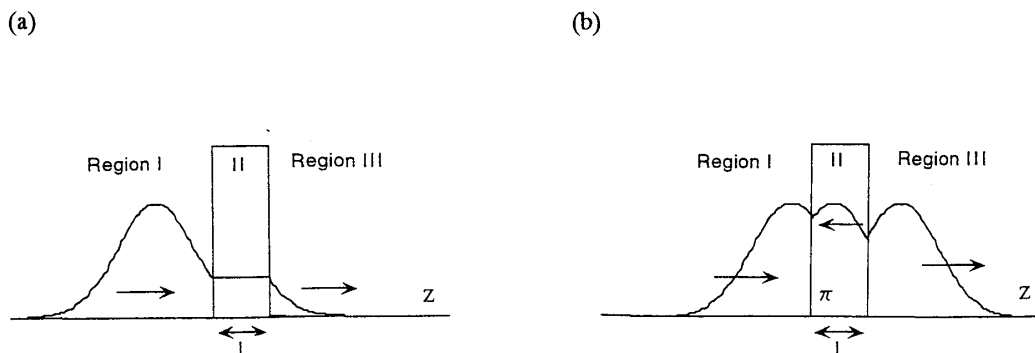 (a)
(b)
Region I
II
Region III
Region I
II
Region III
Z
π
Z
l
l